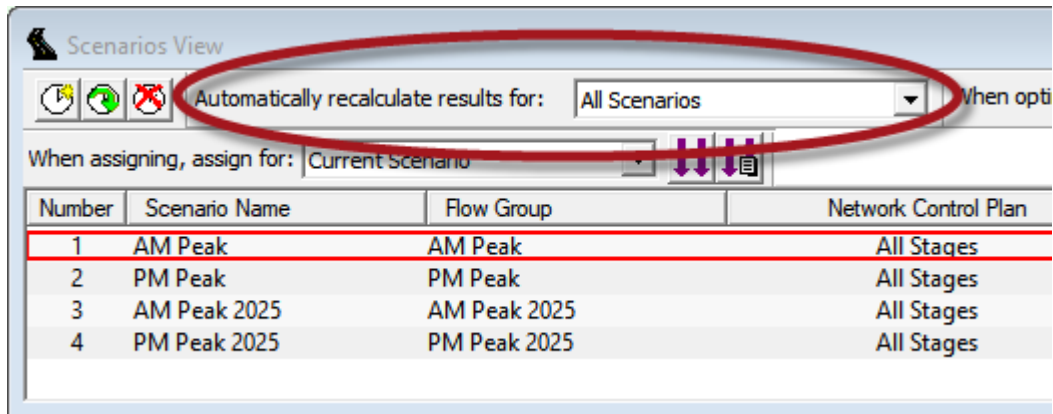 Scenarios View
Automatically recalculate results for: All Scenarios When opti
When assigning, assign for: Current Scenario
Number Scenario Name Flow Group Network Control Plan
1 AM Peak AM Peak All Stages
2 PM Peak PM Peak All Stages
3 AM Peak 2025 AM Peak 2025 All Stages
4 PM Peak 2025 PM Peak 2025 All Stages